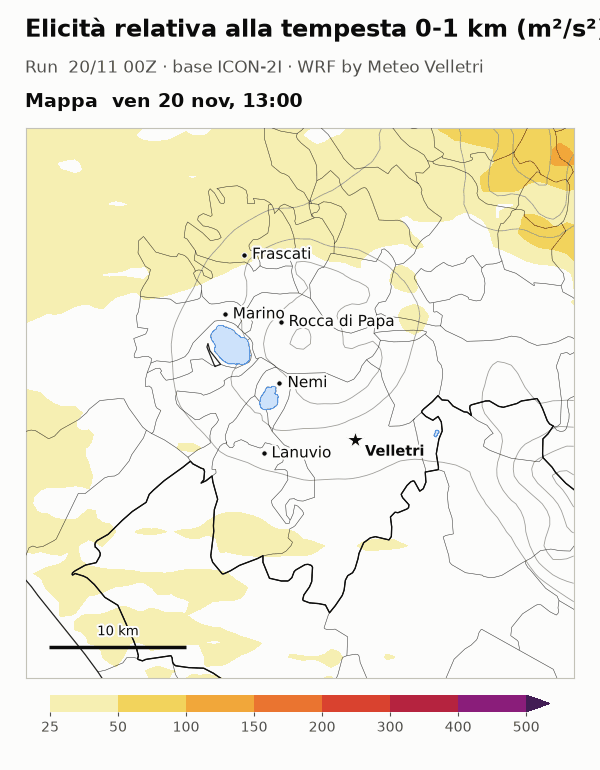 Elicità relativa alla tempesta 0-1 km (m²/s²)
Run 20/11 00Z · base ICON-2I · WRF by Meteo Velletri
Mappa ven 20 nov, 13:00
Frascati
Marino
Rocca di Papa
Nemi
Velletri
Lanuvio
10 km
25 50 100 150 200 300 400 500